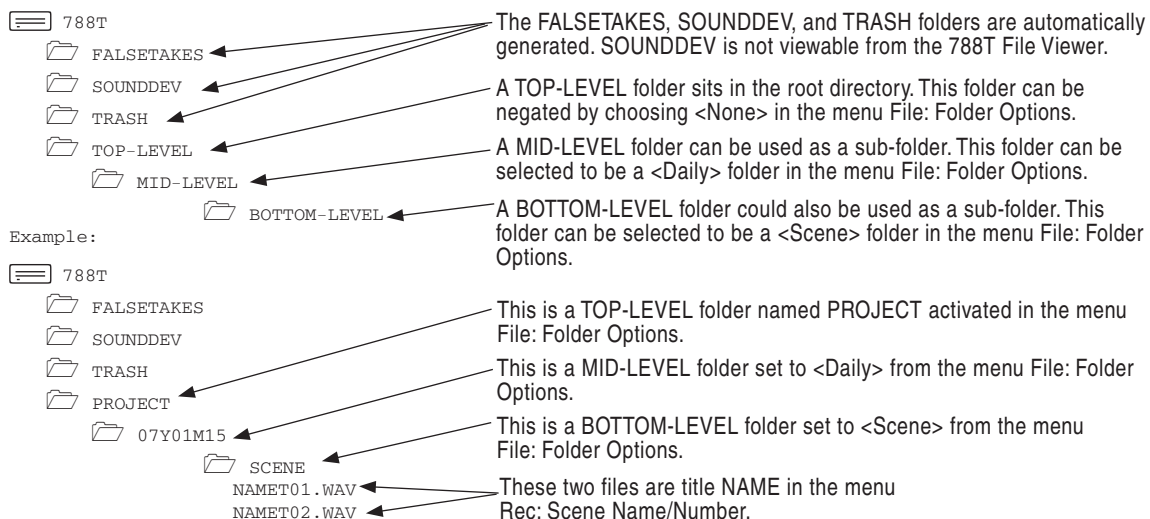 788T
FALSETAKES
SOUNDDEV
TRASH
TOP-LEVEL
MID-LEVEL
BOTTOM-LEVEL
The FALSETAKES, SOUNDDEV, and TRASH folders are automatically
generated. SOUNDDEV is not viewable from the 788T File Viewer.
A TOP-LEVEL folder sits in the root directory. This folder can be
negated by choosing <None> in the menu File: Folder Options.
A MID-LEVEL folder can be used as a sub-folder. This folder can be
selected to be a <Daily> folder in the menu File: Folder Options.
A BOTTOM-LEVEL folder could also be used as a sub-folder. This
folder can be selected to be a <Scene> folder in the menu File: Folder
Options.
Example:
788T
FALSETAKES
SOUNDDEV
TRASH
PROJECT
07Y01M15
SCENE
NAMET01.WAV
NAMET02.WAV
This is a TOP-LEVEL folder named PROJECT activated in the menu
File: Folder Options.
This is a MID-LEVEL folder set to <Daily> from the menu File: Folder
Options.
This is a BOTTOM-LEVEL folder set to <Scene> from the menu
File: Folder Options.
These two files are title NAME in the menu
Rec: Scene Name/Number.